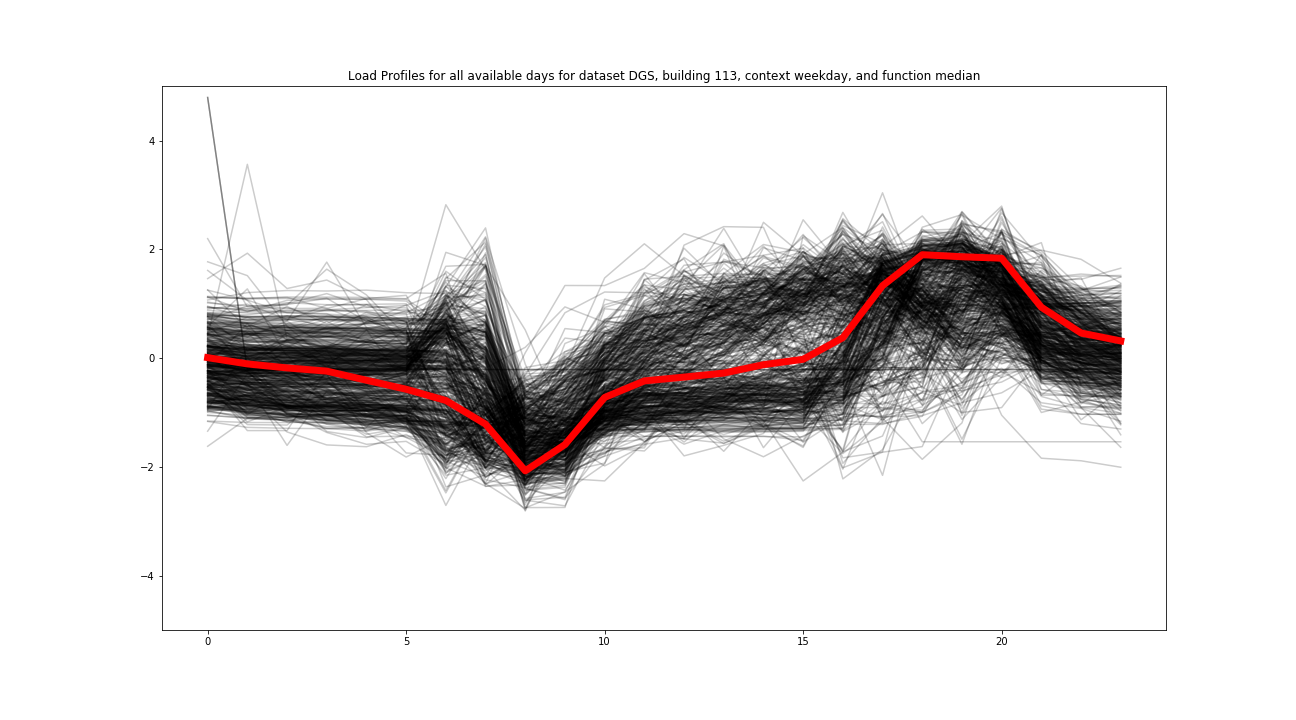 Load Profiles for all available days for dataset DGS, building 113, context weekday, and function median
4
2
0
−2
−4
0 5 10 15 20